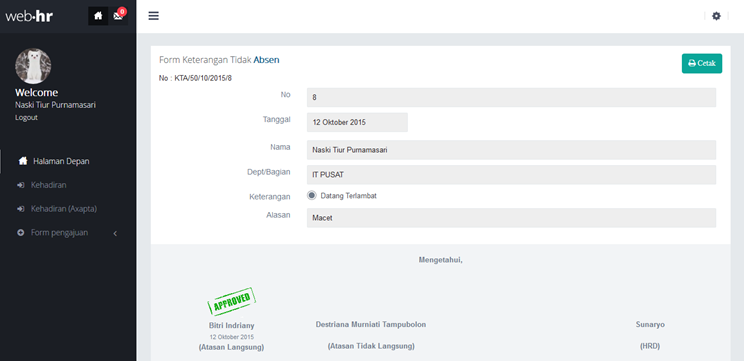 web.hr
0
Welcome
Naski Tiur Purnamasari
Logout
Halaman Depan
Kehadiran
Kehadiran (Axapta)
Form pengajuan
Form Keterangan Tidak Absen
Cetak
No : KTA/50/10/2015/8
No 8
Tanggal 12 Oktober 2015
Nama Naski Tiur Purnamasari
Dept/Bagian IT PUSAT
Keterangan Datang Terlambat
Alasan Macet
Mengetahui,
APPROVED
Bitri Indriany Destriana Murniati Tampubolon Sunaryo
12 Oktober 2015
(Atasan Langsung) (Atasan Tidak Langsung) (HRD)